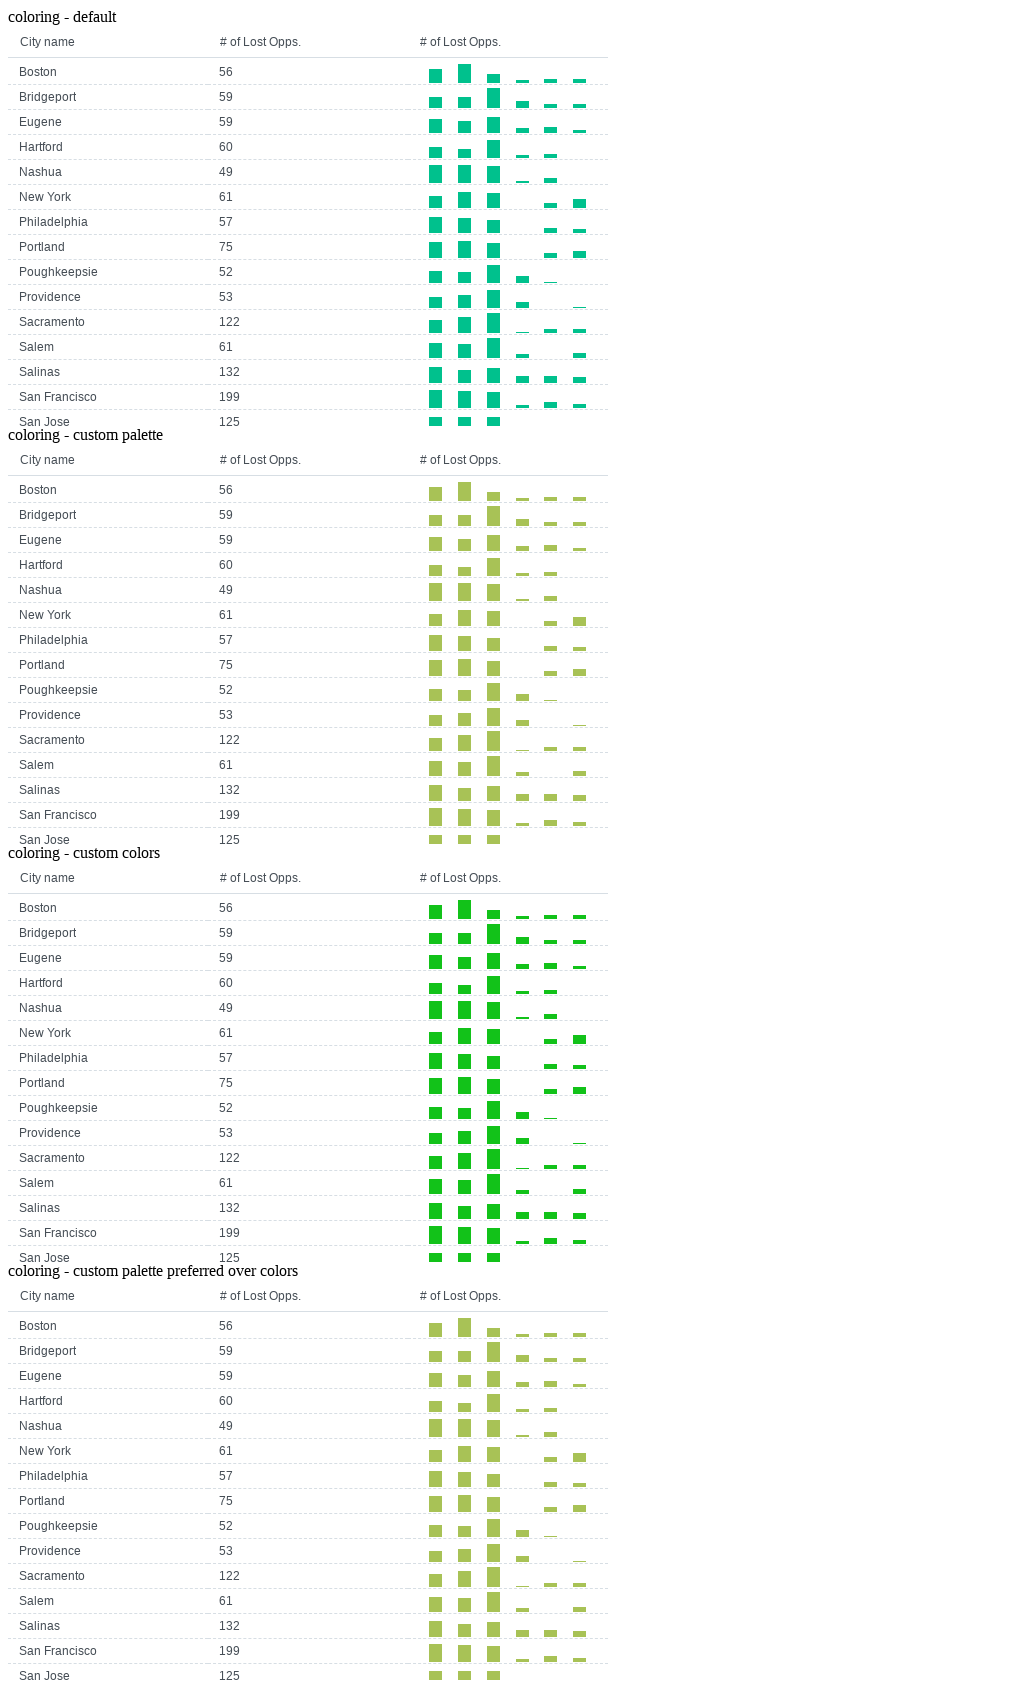 coloring - default
City name # of Lost Opps. # of Lost Opps.
Boston 56
Bridgeport 59
Eugene 59
Hartford 60
Nashua 49
New York 61
Philadelphia 57
Portland 75
Poughkeepsie 52
Providence 53
Sacramento 122
Salem 61
Salinas 132
San Francisco 199
San Jose 125
coloring - custom palette
City name # of Lost Opps. # of Lost Opps.
Boston 56
Bridgeport 59
Eugene 59
Hartford 60
Nashua 49
New York 61
Philadelphia 57
Portland 75
Poughkeepsie 52
Providence 53
Sacramento 122
Salem 61
Salinas 132
San Francisco 199
San Jose 125
coloring - custom colors
City name # of Lost Opps. # of Lost Opps.
Boston 56
Bridgeport 59
Eugene 59
Hartford 60
Nashua 49
New York 61
Philadelphia 57
Portland 75
Poughkeepsie 52
Providence 53
Sacramento 122
Salem 61
Salinas 132
San Francisco 199
San Jose 125
coloring - custom palette preferred over colors
City name # of Lost Opps. # of Lost Opps.
Boston 56
Bridgeport 59
Eugene 59
Hartford 60
Nashua 49
New York 61
Philadelphia 57
Portland 75
Poughkeepsie 52
Providence 53
Sacramento 122
Salem 61
Salinas 132
San Francisco 199
San Jose 125